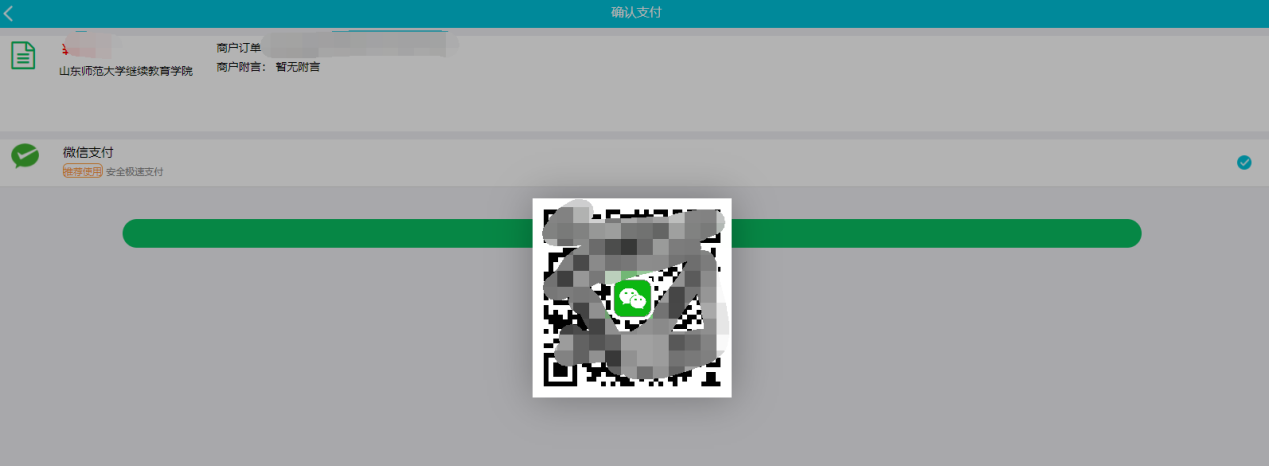 确认支付
商户订单
山东师范大学继续教育学院
商户附言： 暂无附言
微信支付
推荐使用 安全极速支付